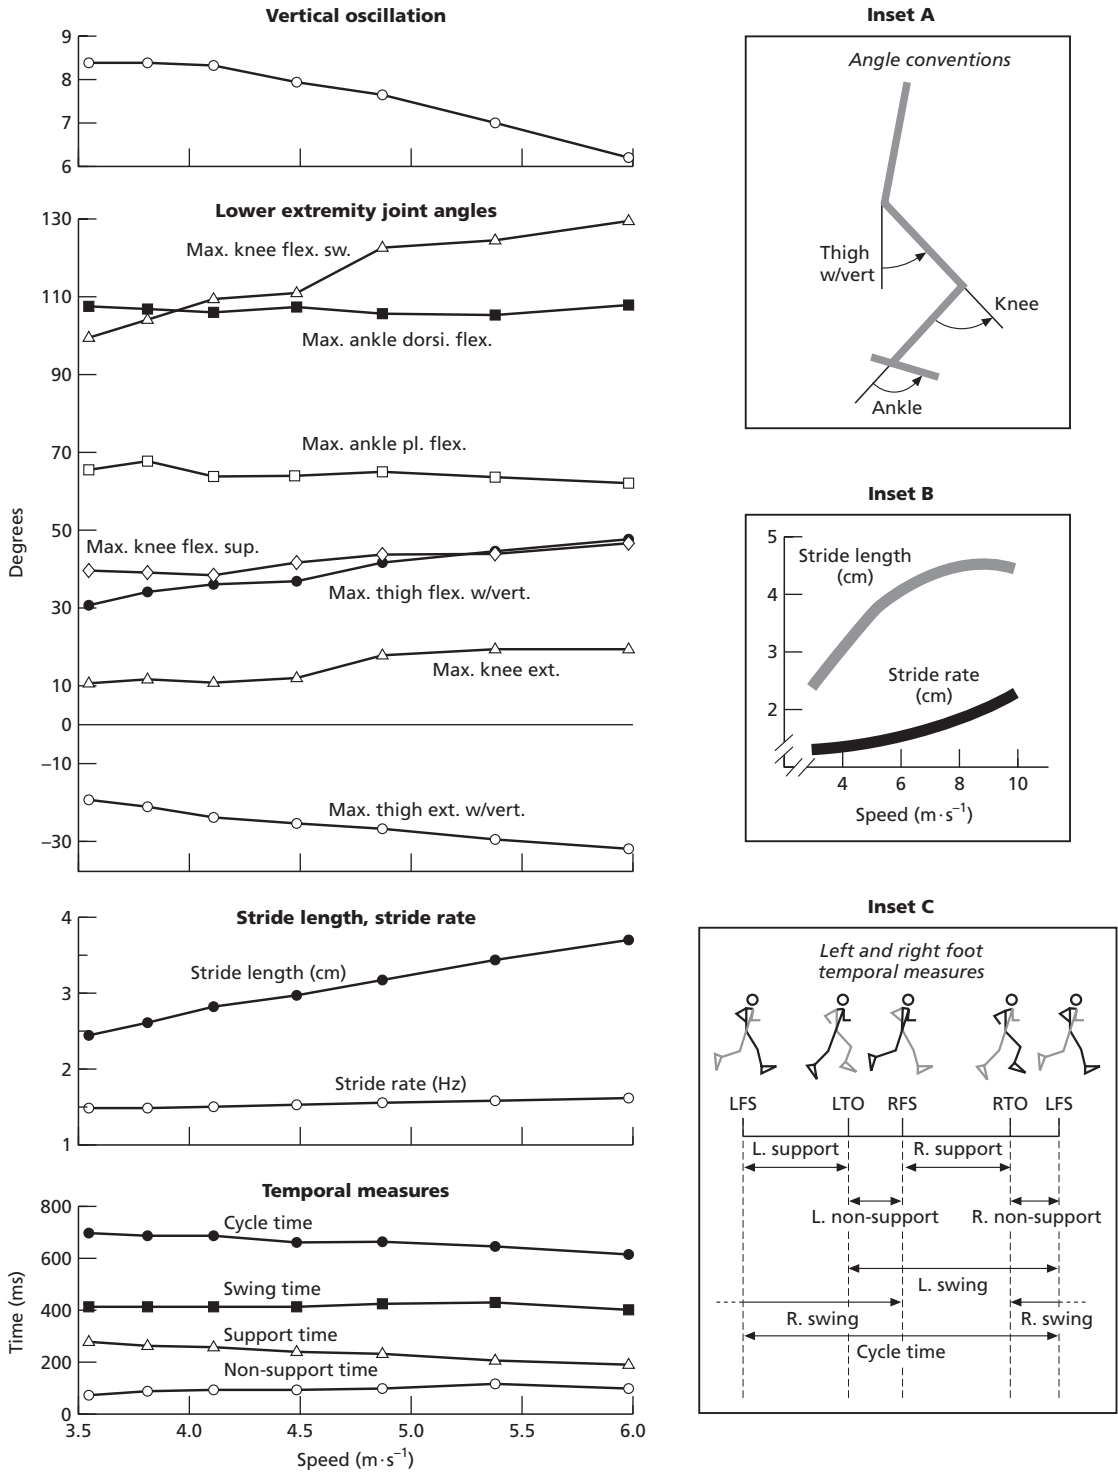 Vertical oscillation
9
8
7
6
Lower extremity joint angles
130
110
90
70
50
30
10
0
–10
–30
Degrees
Max. knee flex. sw.
Max. ankle dorsi. flex.
Max. ankle pl. flex.
Max. knee flex. sup.
Max. thigh flex. w/vert.
Max. knee ext.
Max. thigh ext. w/vert.
Stride length, stride rate
4
3
2
1
Stride length (cm)
Stride rate (Hz)
Temporal measures
800
600
400
200
0
Time (ms)
Cycle time
Swing time
Support time
Non-support time
3.5 4.0 4.5 5.0 5.5 6.0
Speed (m·s⁻¹)
Inset A
Angle conventions
Thigh
w/vert
Knee
Ankle
Inset B
5
4
3
2
Stride length
(cm)
Stride rate
(cm)
4 6 8 10
Speed (m·s⁻¹)
Inset C
Left and right foot
temporal measures
LFS LTO RFS RTO LFS
L. support R. support
L. non-support R. non-support
L. swing
R. swing R. swing
Cycle time